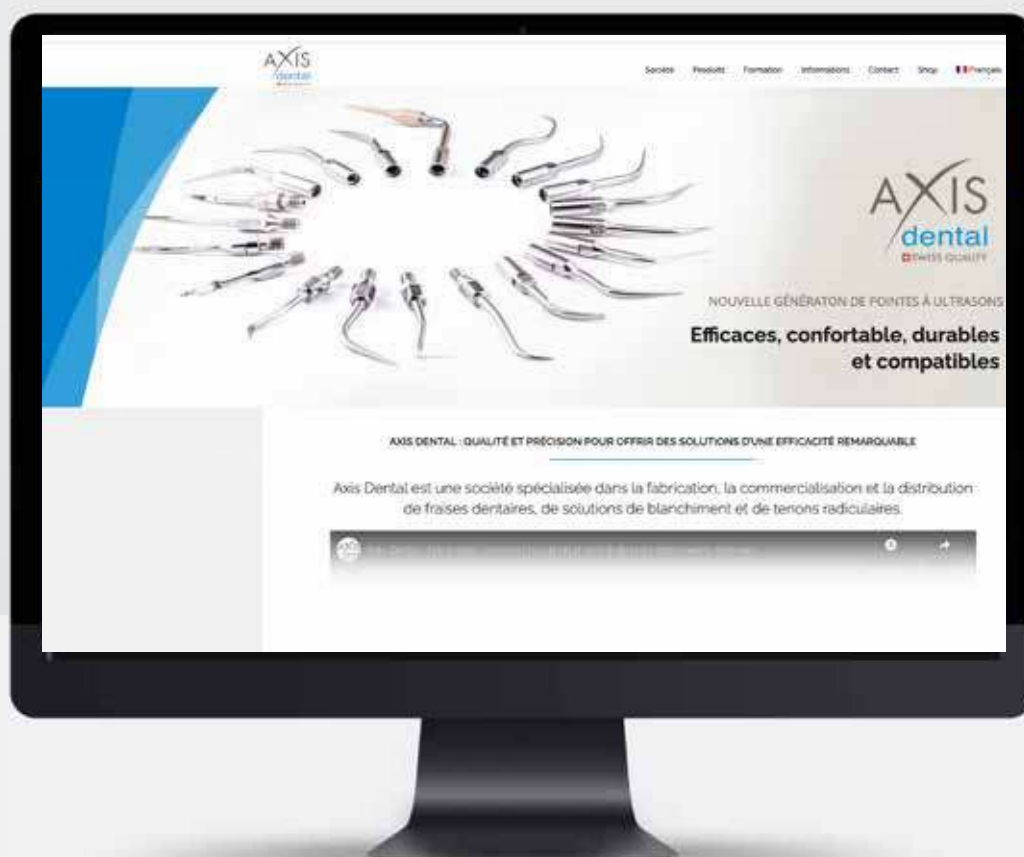 AXIS
dental
Société Produits Formation Informations Contact Shop Français
AXIS
dental
SWISS QUALITY
NOUVELLE GÉNÉRATON DE POINTES À ULTRASONS
Efficaces, confortable, durables
et compatibles
AXIS DENTAL : QUALITÉ ET PRÉCISION POUR OFFRIR DES SOLUTIONS D'UNE EFFICACITÉ REMARQUABLE
Axis Dental est une société spécialisée dans la fabrication, la commercialisation et la distribution
de fraises dentaires, de solutions de blanchiment et de tenons radiculaires.